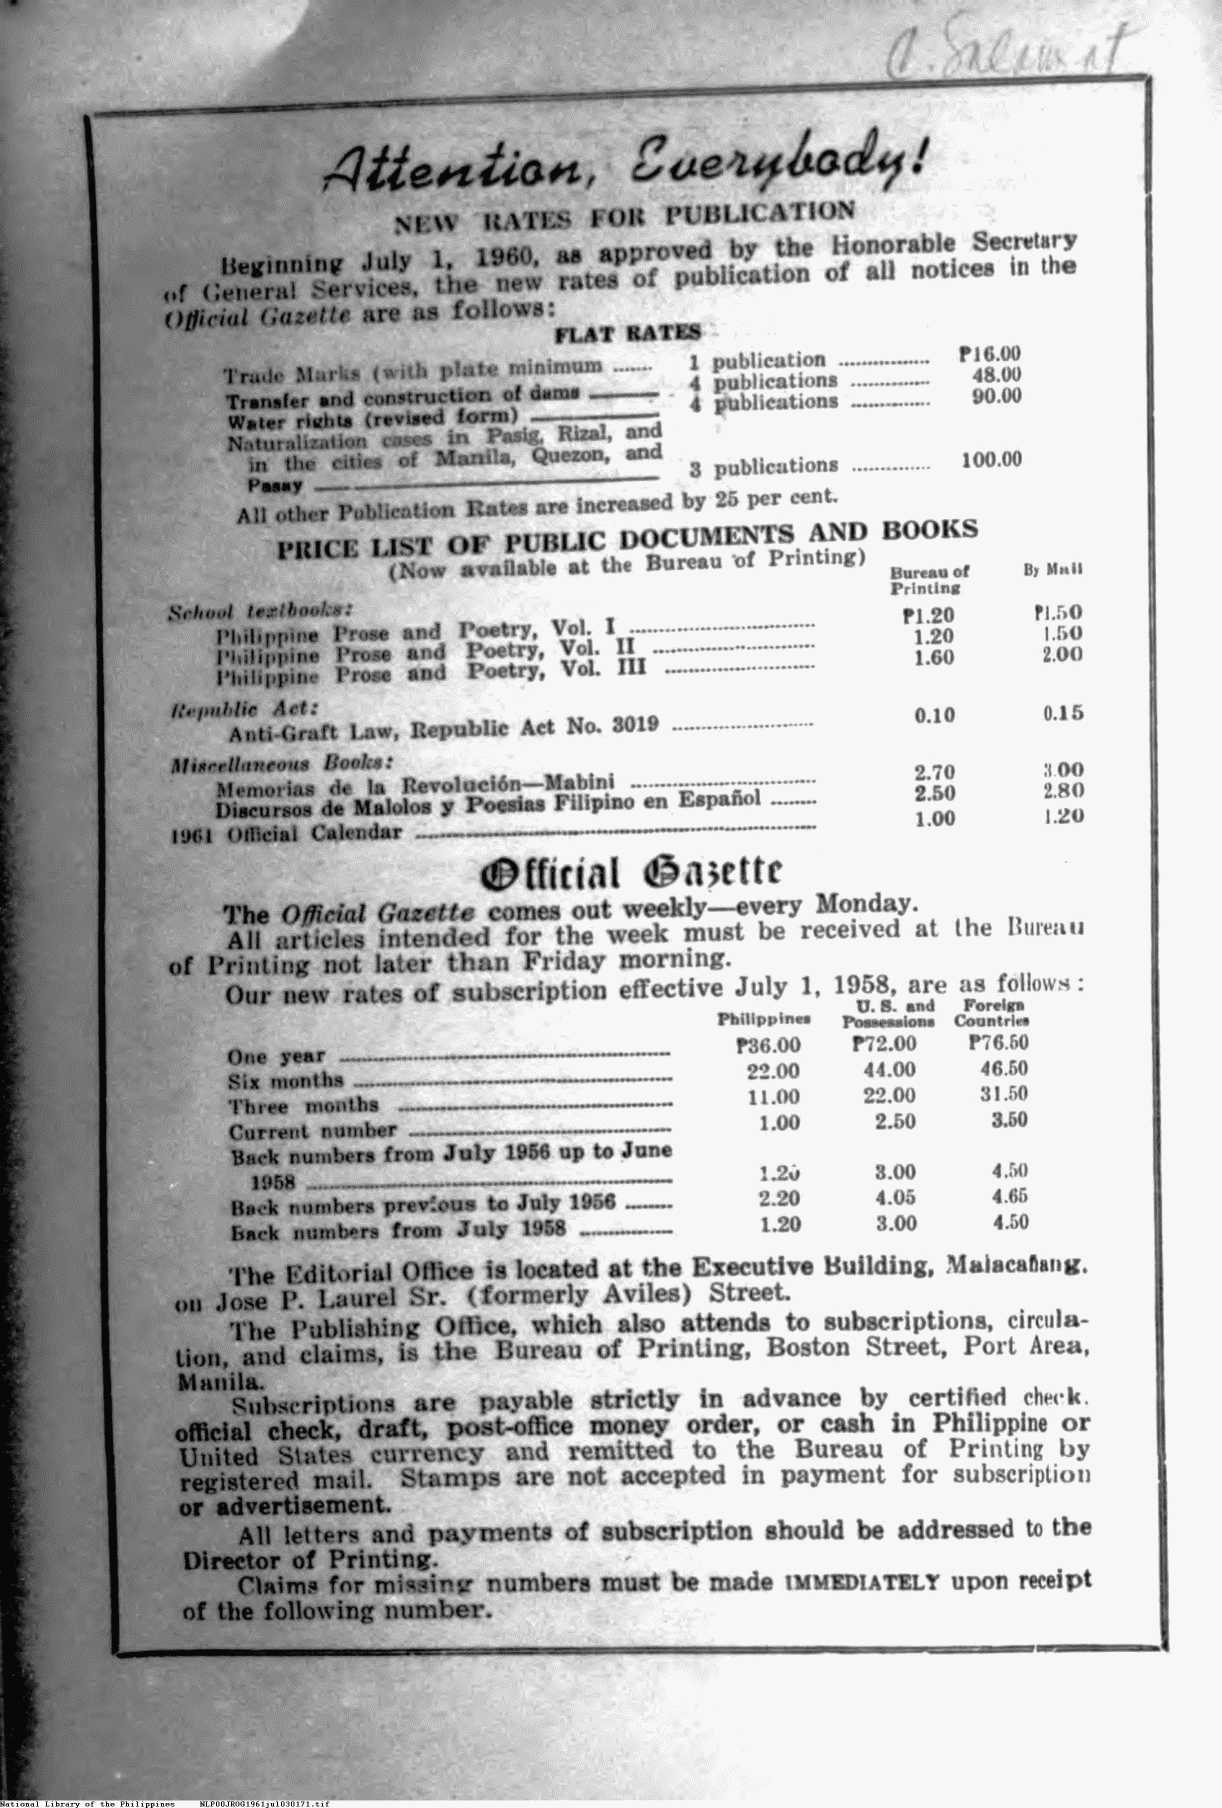 A. Salamat
Attention, Everybody!
NEW RATES FOR PUBLICATION
Beginning July 1, 1960, as approved by the Honorable Secretary
of General Services, the new rates of publication of all notices in the
Official Gazette are as follows:
FLAT RATES
Trade Marks (with plate minimum ....... 1 publication ................ ₱16.00
Transfer and construction of dams ........ 4 publications .............. 48.00
Water rights (revised form) .............. 4 publications .............. 90.00
Naturalization cases in Pasig, Rizal, and
in the cities of Manila, Quezon, and
Pasay .............. 3 publications .............. 100.00
All other Publication Rates are increased by 25 per cent.
PRICE LIST OF PUBLIC DOCUMENTS AND BOOKS
(Now available at the Bureau of Printing)
Bureau of Printing By Mail
School textbooks:
Philippine Prose and Poetry, Vol. I .............. ₱1.20 ₱1.50
Philippine Prose and Poetry, Vol. II .............. 1.20 1.50
Philippine Prose and Poetry, Vol. III .............. 1.60 2.00
Republic Act:
Anti-Graft Law, Republic Act No. 3019 .............. 0.10 0.15
Miscellaneous Books:
Memorias de la Revolución—Mabini .............. 2.70 3.00
Discursos de Malolos y Poesias Filipino en Español ........ 2.50 2.80
1961 Official Calendar .............. 1.00 1.20
Official Gazette
The Official Gazette comes out weekly—every Monday.
All articles intended for the week must be received at the Bureau
of Printing not later than Friday morning.
Our new rates of subscription effective July 1, 1958, are as follows:
Philippines U. S. and Possessions Foreign Countries
One year .............. ₱36.00 ₱72.00 ₱76.50
Six months .............. 22.00 44.00 46.50
Three months .............. 11.00 22.00 31.50
Current number .............. 1.00 2.50 3.50
Back numbers from July 1956 up to June
1958 .............. 1.20 3.00 4.50
Back numbers previous to July 1956 ........ 2.20 4.05 4.65
Back numbers from July 1958 .............. 1.20 3.00 4.50
The Editorial Office is located at the Executive Building, Malacañang,
on Jose P. Laurel Sr. (formerly Aviles) Street.
The Publishing Office, which also attends to subscriptions, circula-
tion, and claims, is the Bureau of Printing, Boston Street, Port Area,
Manila.
Subscriptions are payable strictly in advance by certified check,
official check, draft, post-office money order, or cash in Philippine or
United States currency and remitted to the Bureau of Printing by
registered mail. Stamps are not accepted in payment for subscription
or advertisement.
All letters and payments of subscription should be addressed to the
Director of Printing.
Claims for missing numbers must be made IMMEDIATELY upon receipt
of the following number.
National Library of the Philippines NLP00JR0G1961jul030171.tif